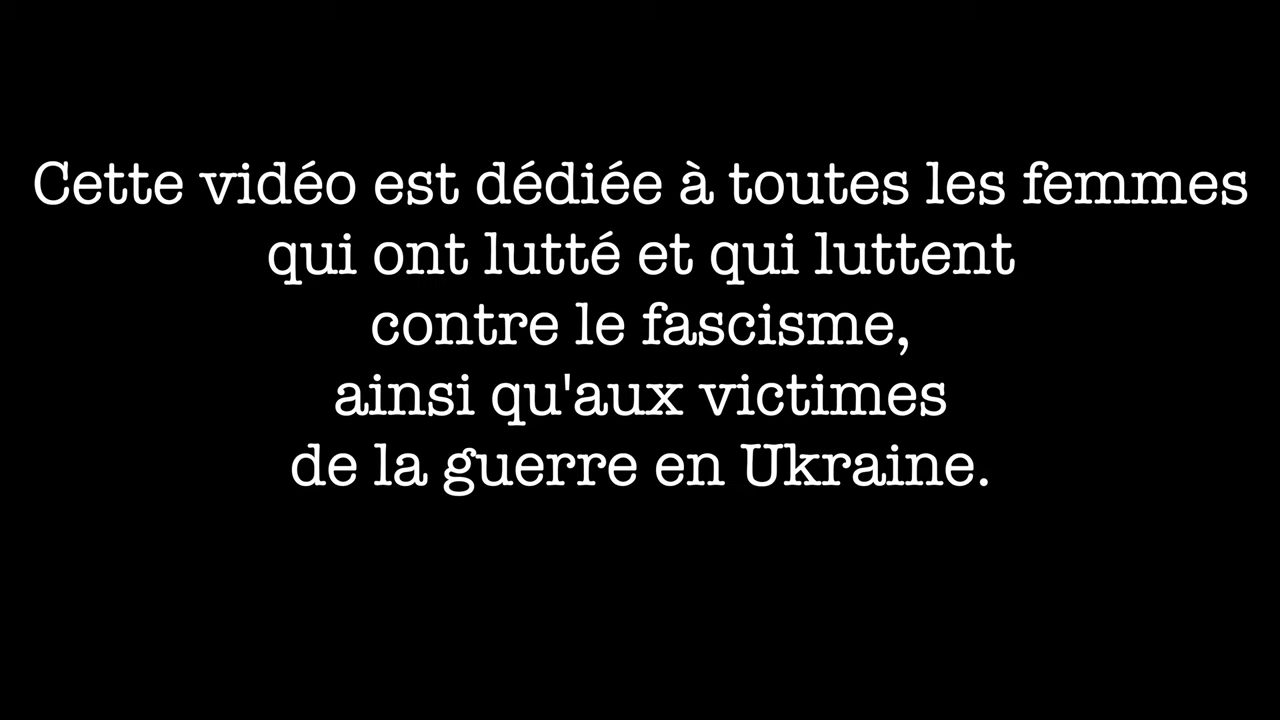 Cette vidéo est dédiée à toutes les femmes
qui ont lutté et qui luttent
contre le fascisme,
ainsi qu'aux victimes
de la guerre en Ukraine.